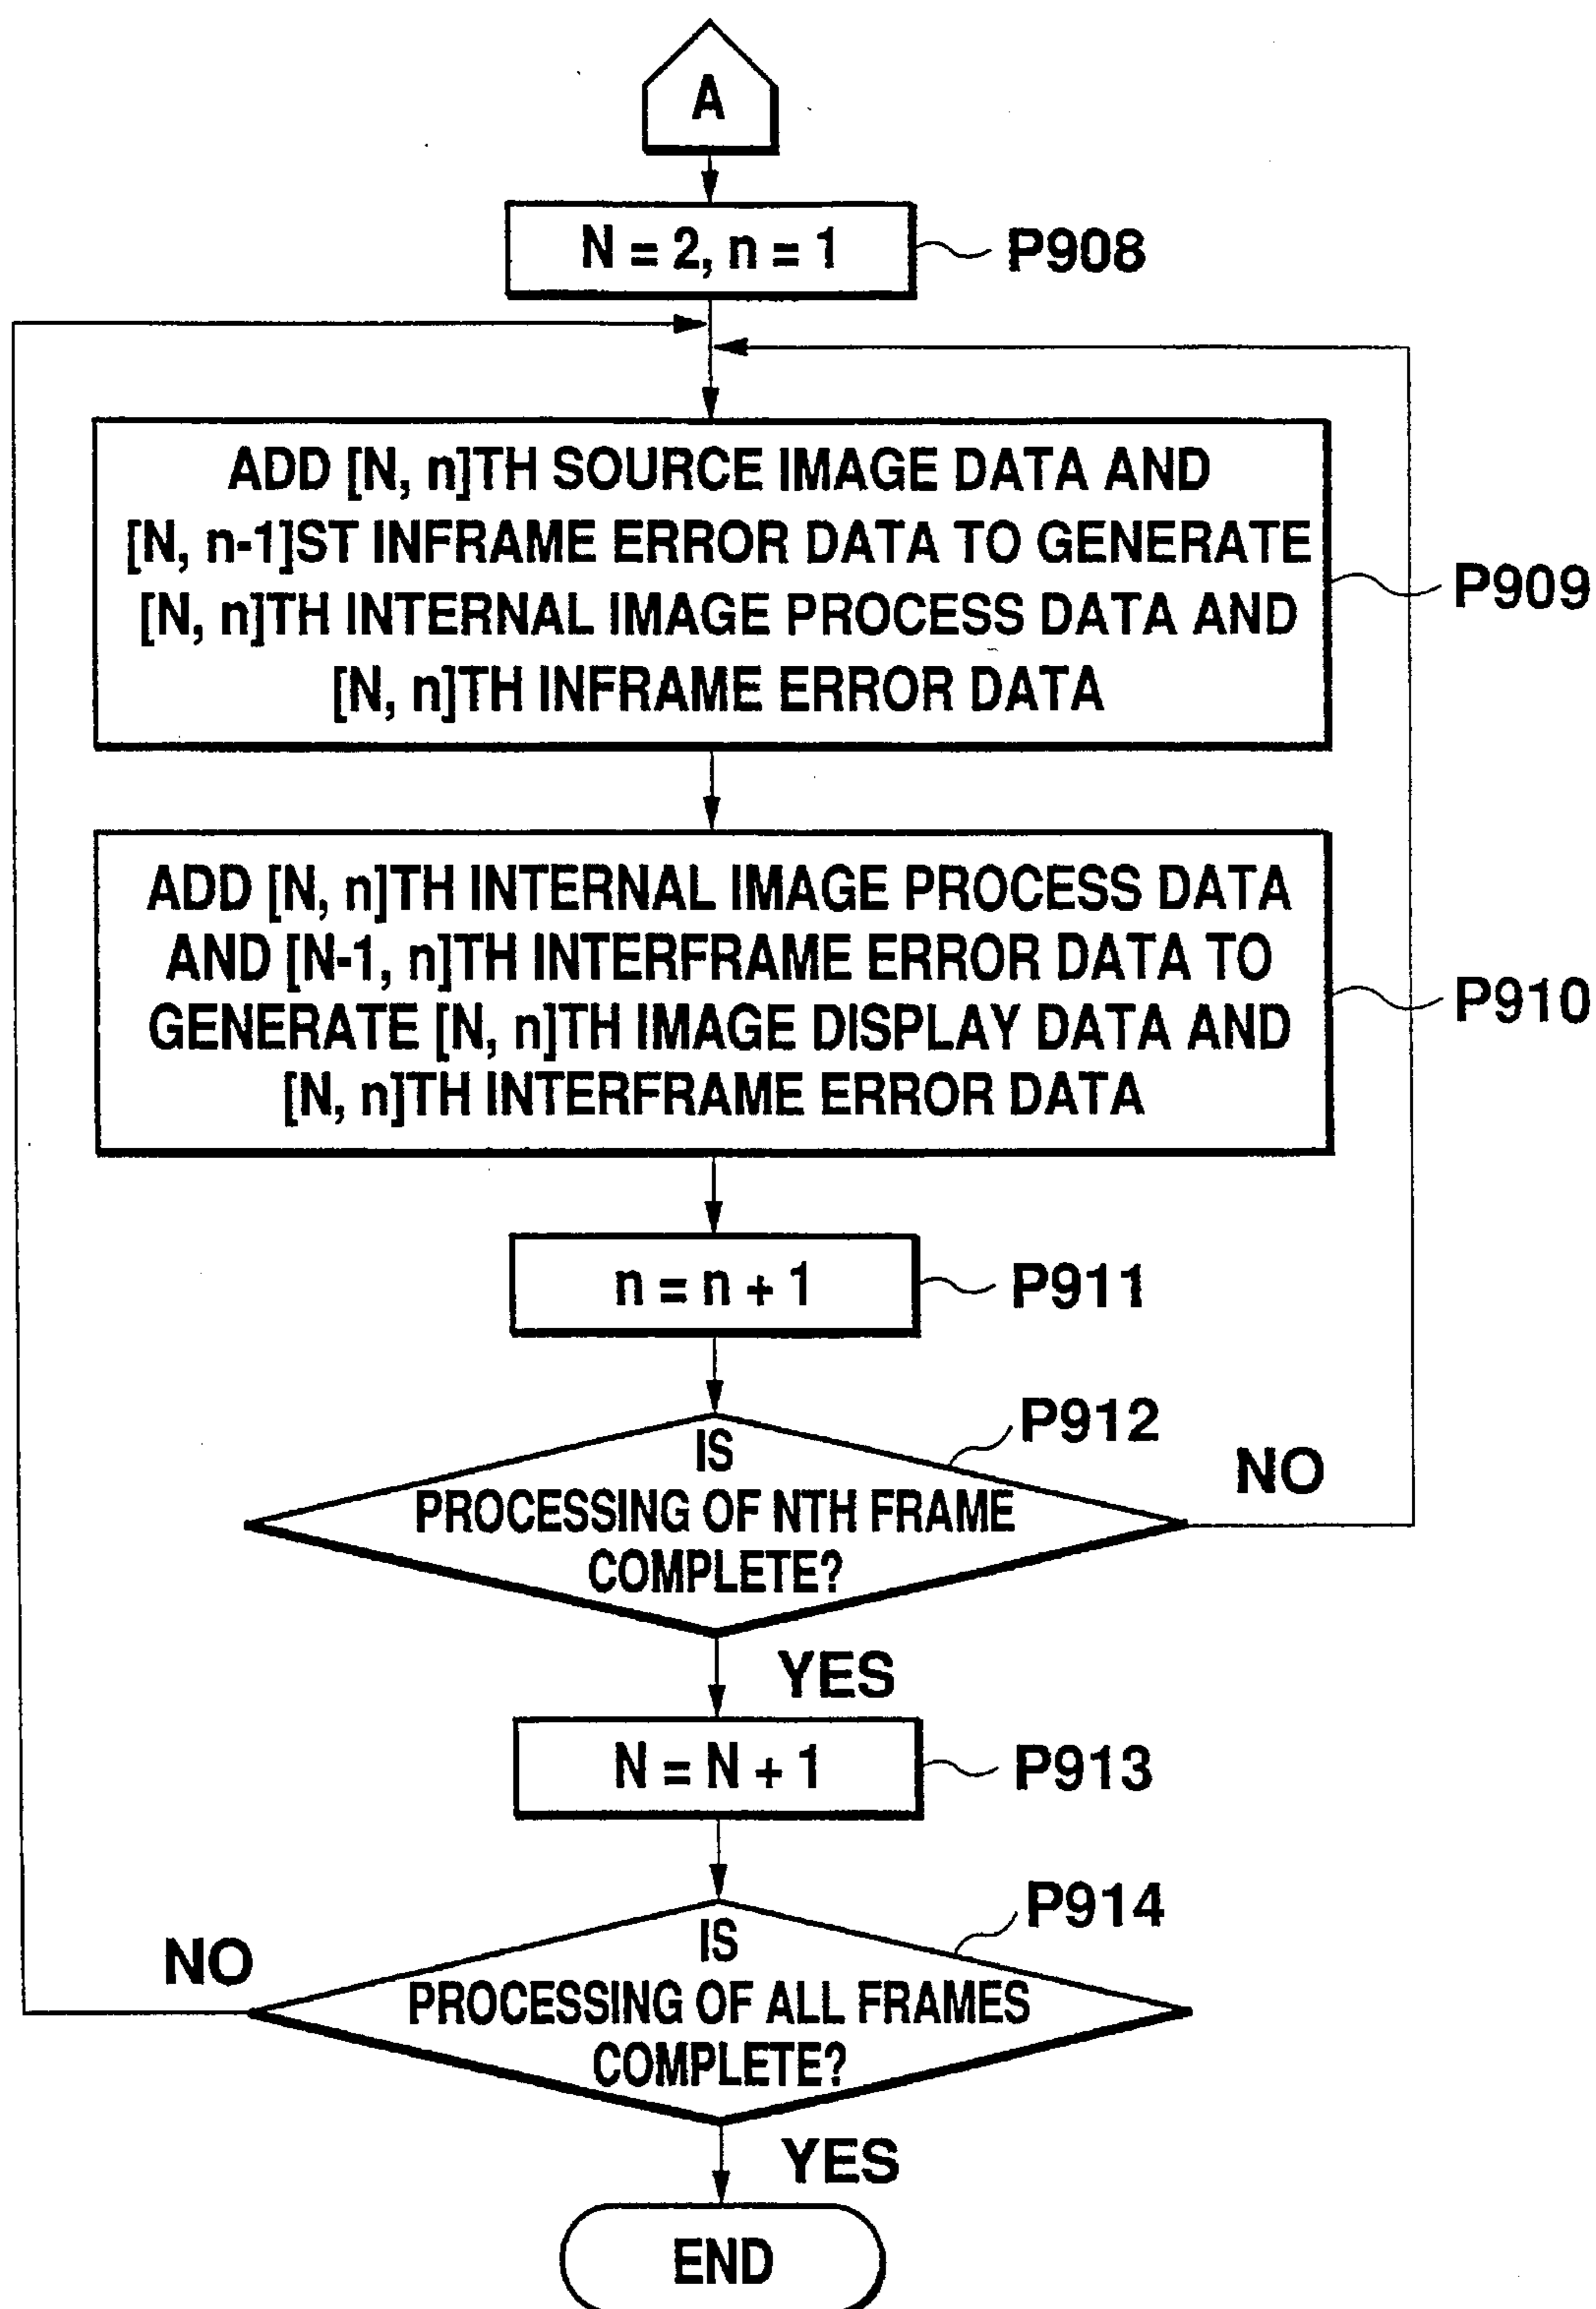 A
N = 2, n = 1
P908
ADD [N, n]TH SOURCE IMAGE DATA AND
[N, n-1]ST INFRAME ERROR DATA TO GENERATE
[N, n]TH INTERNAL IMAGE PROCESS DATA AND
[N, n]TH INFRAME ERROR DATA
P909
ADD [N, n]TH INTERNAL IMAGE PROCESS DATA
AND [N-1, n]TH INTERFRAME ERROR DATA TO
GENERATE [N, n]TH IMAGE DISPLAY DATA AND
[N, n]TH INTERFRAME ERROR DATA
P910
n = n + 1
P911
P912
IS
PROCESSING OF NTH FRAME
COMPLETE?
NO
YES
N = N + 1
P913
P914
IS
PROCESSING OF ALL FRAMES
COMPLETE?
NO
YES
END